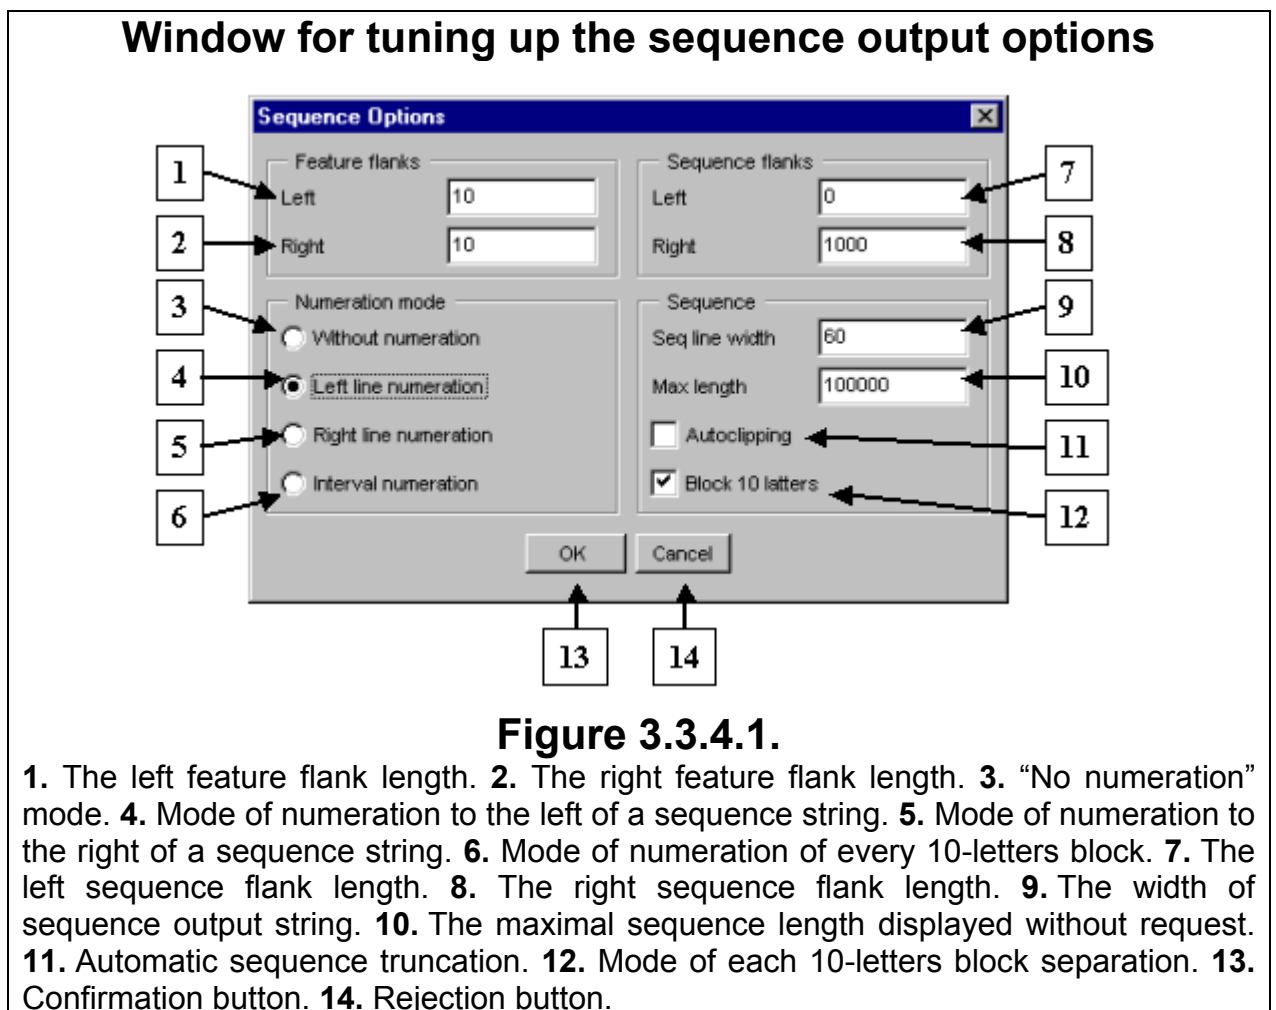 Window for tuning up the sequence output options
Sequence Options
1
Feature flanks
Left 10
2
Right 10
Sequence flanks
Left 0
7
Right 1000
8
Numeration mode
3
Without numeration
4
Left line numeration
5
Right line numeration
6
Interval numeration
Sequence
Seq line width 60
9
Max length 100000
10
Autoclipping
11
Block 10 latters
12
OK
Cancel
13
14
Figure 3.3.4.1.
1. The left feature flank length. 2. The right feature flank length. 3. “No numeration”
mode. 4. Mode of numeration to the left of a sequence string. 5. Mode of numeration to
the right of a sequence string. 6. Mode of numeration of every 10-letters block. 7. The
left sequence flank length. 8. The right sequence flank length. 9. The width of
sequence output string. 10. The maximal sequence length displayed without request.
11. Automatic sequence truncation. 12. Mode of each 10-letters block separation. 13.
Confirmation button. 14. Rejection button.